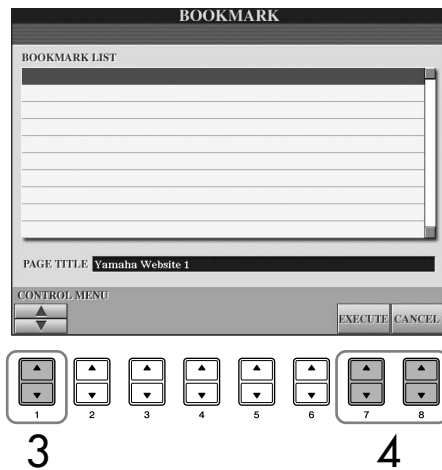 BOOKMARK
BOOKMARK LIST
PAGE TITLE Yamaha Website 1
CONTROL MENU
EXECUTE CANCEL
1 2 3 4 5 6 7 8
3 4